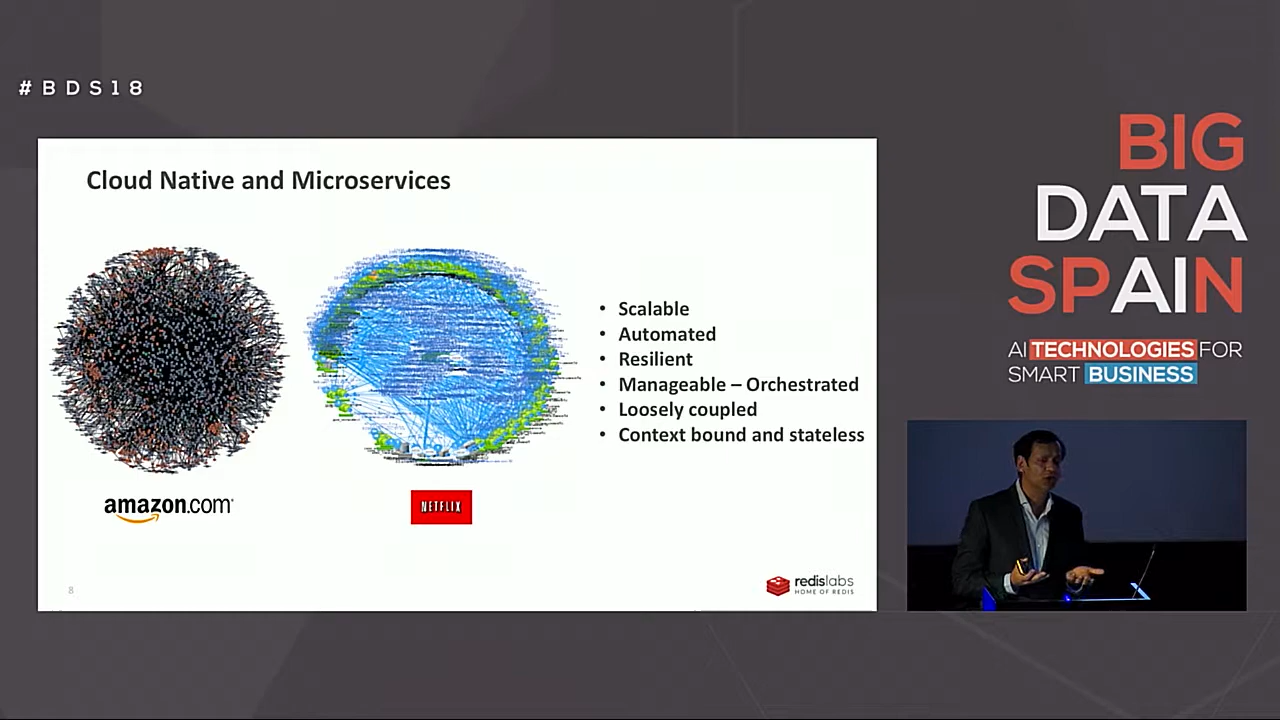 #BDS18
BIG
DATA
SPAIN
AI TECHNOLOGIES FOR
SMART BUSINESS
Cloud Native and Microservices
amazon.com
NETFLIX
• Scalable
• Automated
• Resilient
• Manageable – Orchestrated
• Loosely coupled
• Context bound and stateless
8
redislabs
HOME OF REDIS